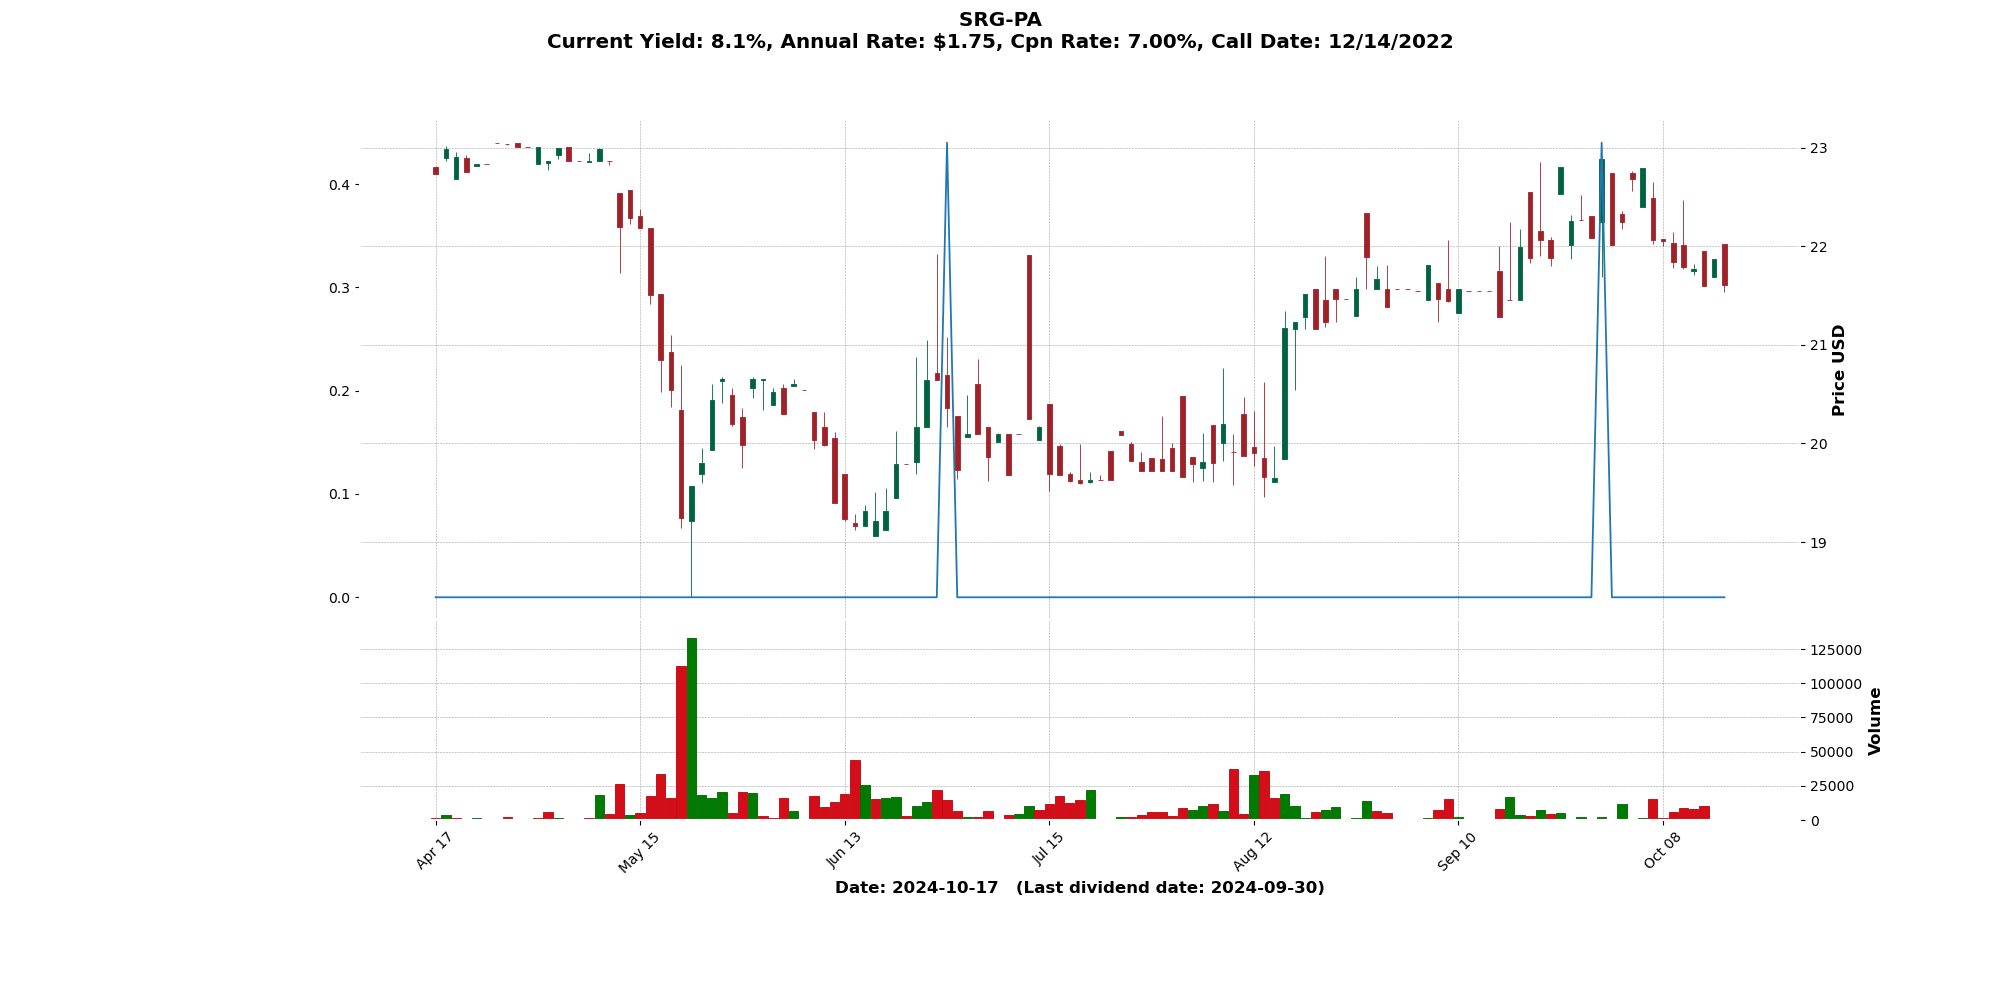 SRG-PA
Current Yield: 8.1%, Annual Rate: $1.75, Cpn Rate: 7.00%, Call Date: 12/14/2022
0.4
0.3
0.2
0.1
0.0
23
22
21
20
19
Price USD
125000
100000
75000
50000
25000
0
Volume
Apr 17
May 15
Jun 13
Jul 15
Aug 12
Sep 10
Oct 08
Date: 2024-10-17 (Last dividend date: 2024-09-30)